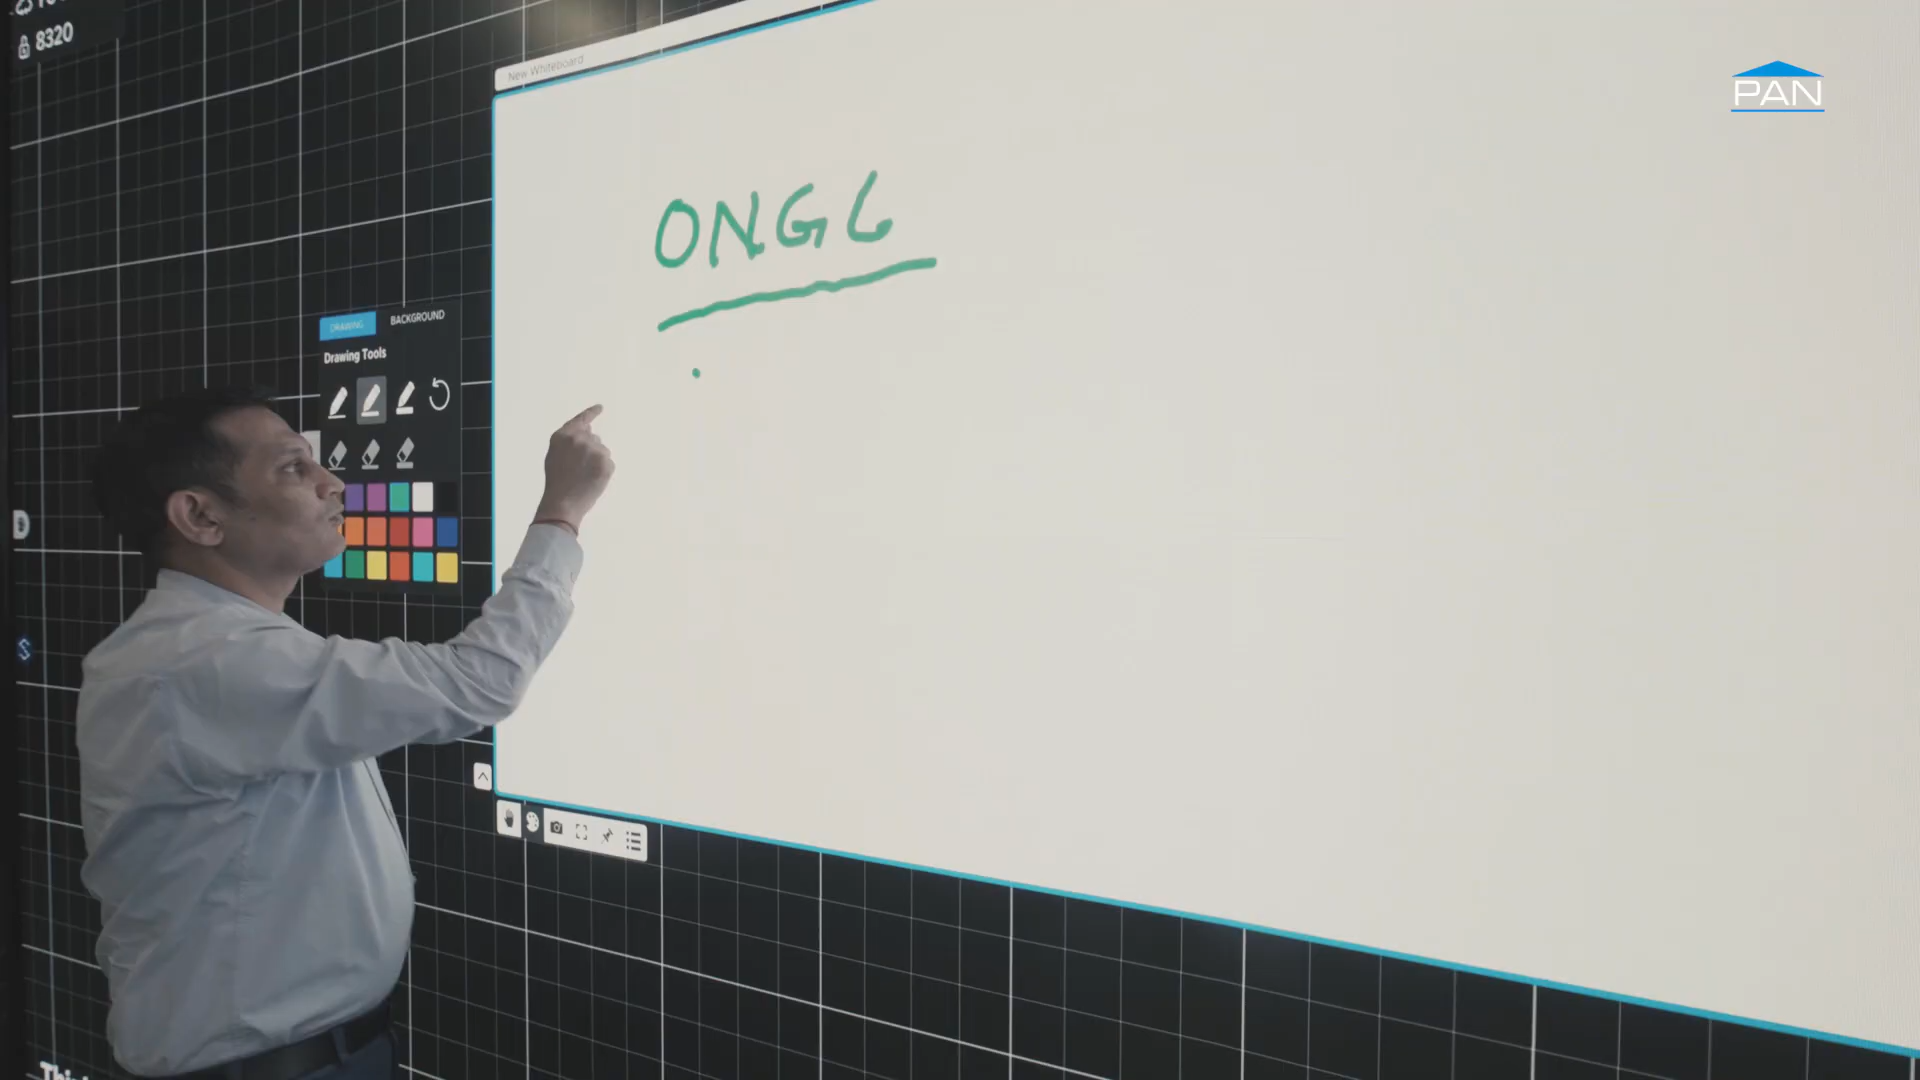 8320
New Whiteboard
PAN
ONGC
DRAWING BACKGROUND
Drawing Tools